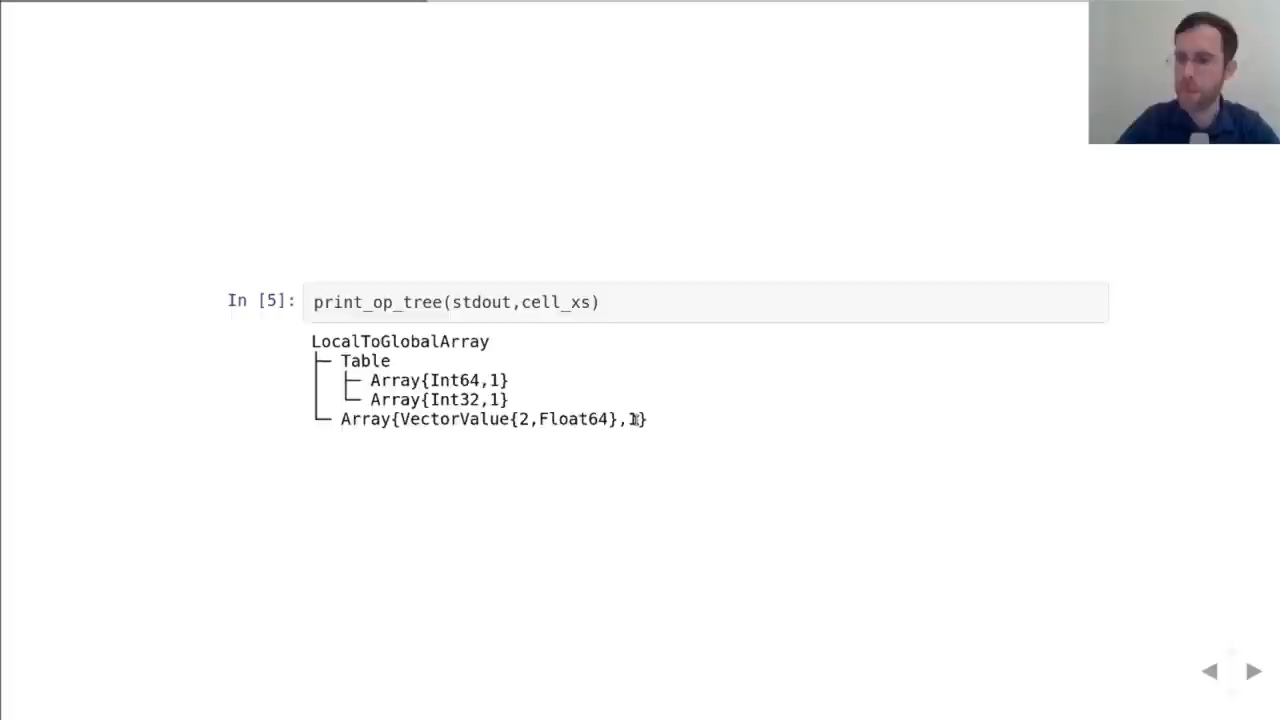 In [5]: print_op_tree(stdout,cell_xs)
LocalToGlobalArray
├─ Table
│  ├─ Array{Int64,1}
│  └─ Array{Int32,1}
└─ Array{VectorValue{2,Float64},1}